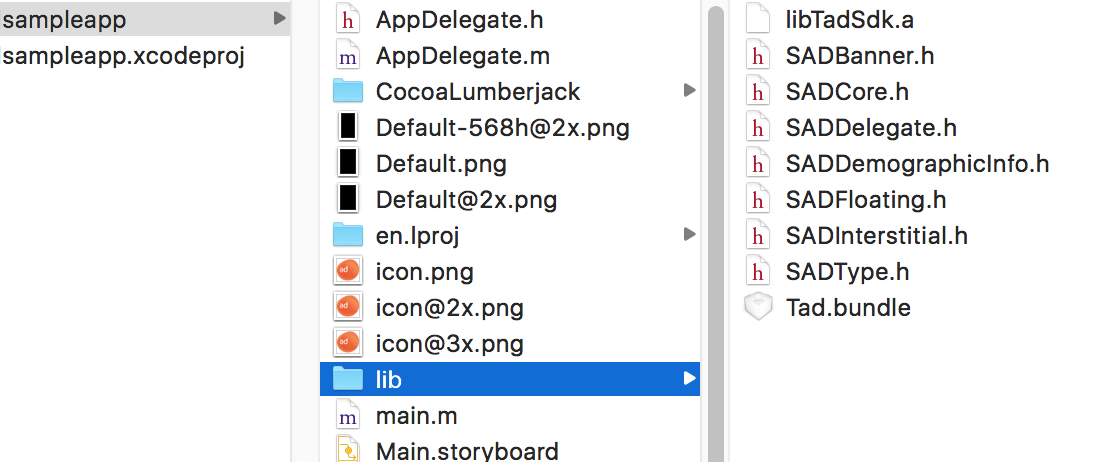 sampleapp
sampleapp.xcodeproj
AppDelegate.h
AppDelegate.m
CocoaLumberjack
Default-568h@2x.png
Default.png
Default@2x.png
en.lproj
icon.png
icon@2x.png
icon@3x.png
lib
main.m
Main.storyboard
libTadSdk.a
SADBanner.h
SADCore.h
SADDelegate.h
SADDemographicInfo.h
SADFloating.h
SADInterstitial.h
SADType.h
Tad.bundle